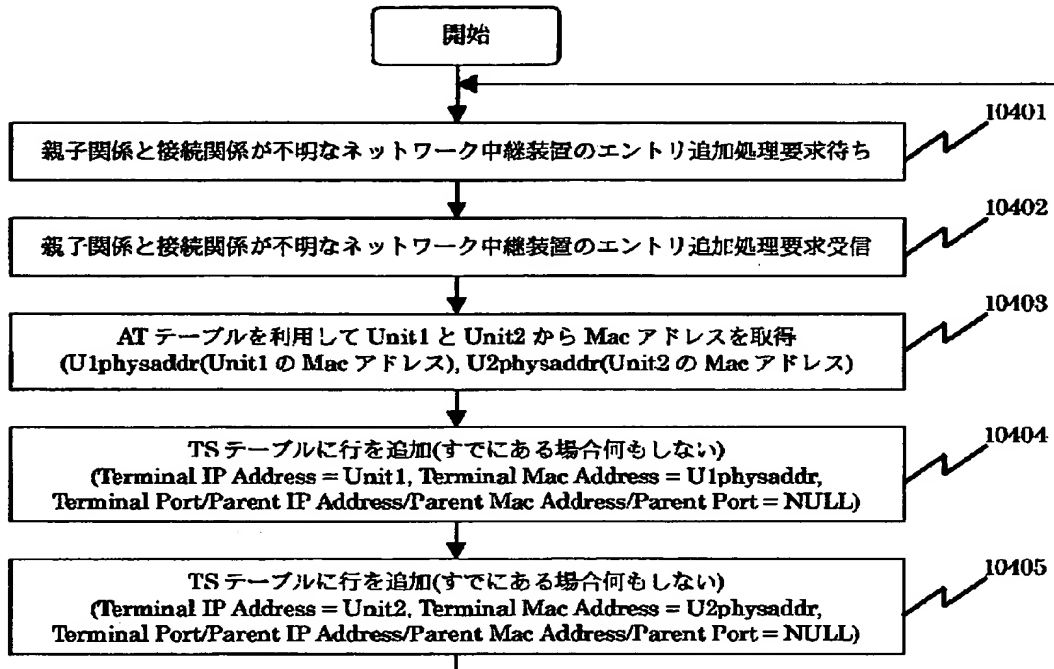 開始
10401
親子関係と接続関係が不明なネットワーク中継装置のエントリ追加処理要求待ち
10402
親子関係と接続関係が不明なネットワーク中継装置のエントリ追加処理要求受信
10403
AT テーブルを利用して Unit1 と Unit2 から Mac アドレスを取得
(U1physaddr(Unit1 の Mac アドレス), U2physaddr(Unit2 の Mac アドレス)
10404
TS テーブルに行を追加(すでにある場合何もしない)
(Terminal IP Address = Unit1, Terminal Mac Address = U1physaddr,
Terminal Port/Parent IP Address/Parent Mac Address/Parent Port = NULL)
10405
TS テーブルに行を追加(すでにある場合何もしない)
(Terminal IP Address = Unit2, Terminal Mac Address = U2physaddr,
Terminal Port/Parent IP Address/Parent Mac Address/Parent Port = NULL)